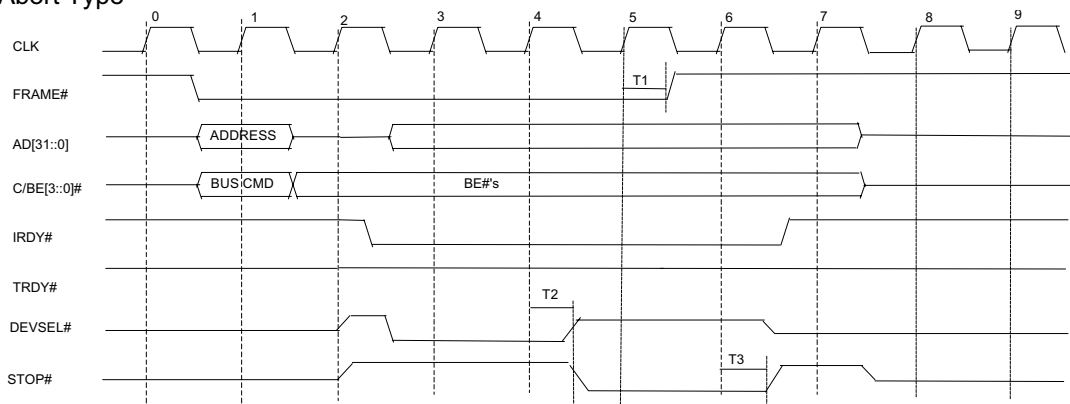 Abort Type
0 1 2 3 4 5 6 7 8 9
CLK
T1
FRAME#
ADDRESS
AD[31::0]
BUS CMD BE#'s
C/BE[3::0]#
IRDY#
TRDY#
T2
DEVSEL#
T3
STOP#